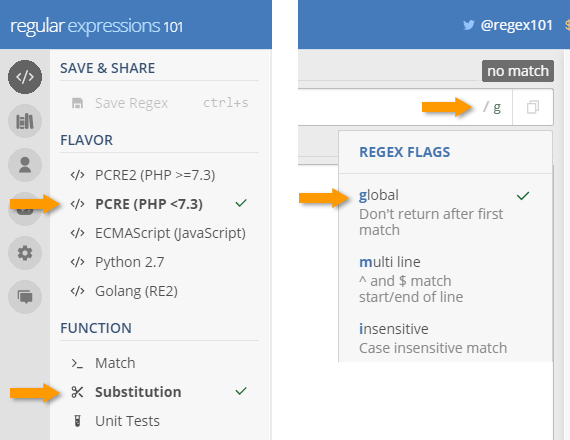 regular expressions 101
SAVE & SHARE
Save Regex ctrl+s
FLAVOR
</> PCRE2 (PHP >=7.3)
</> PCRE (PHP <7.3)
</> ECMAScript (JavaScript)
</> Python 2.7
</> Golang (RE2)
FUNCTION
>_ Match
Substitution
Unit Tests
@regex101 $
no match
/ g
REGEX FLAGS
global
Don't return after first
match
multi line
^ and $ match
start/end of line
insensitive
Case insensitive match